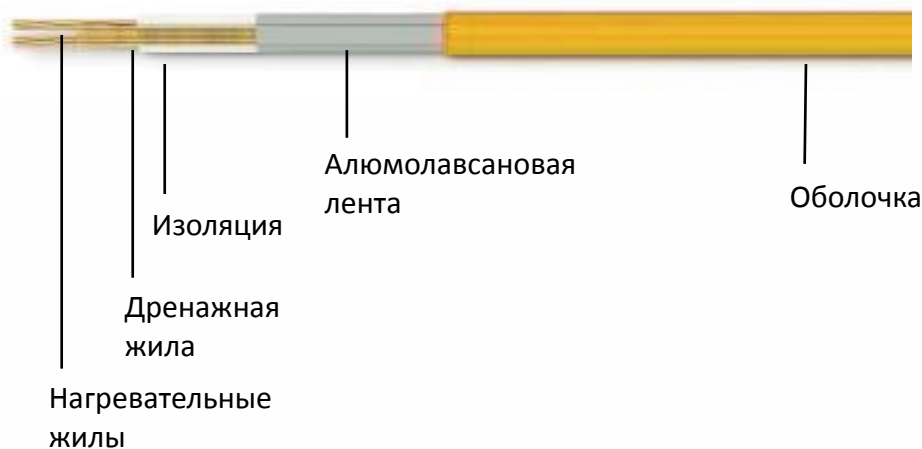 Алюмолавсановая
лента
Оболочка
Изоляция
Дренажная
жила
Нагревательные
жилы